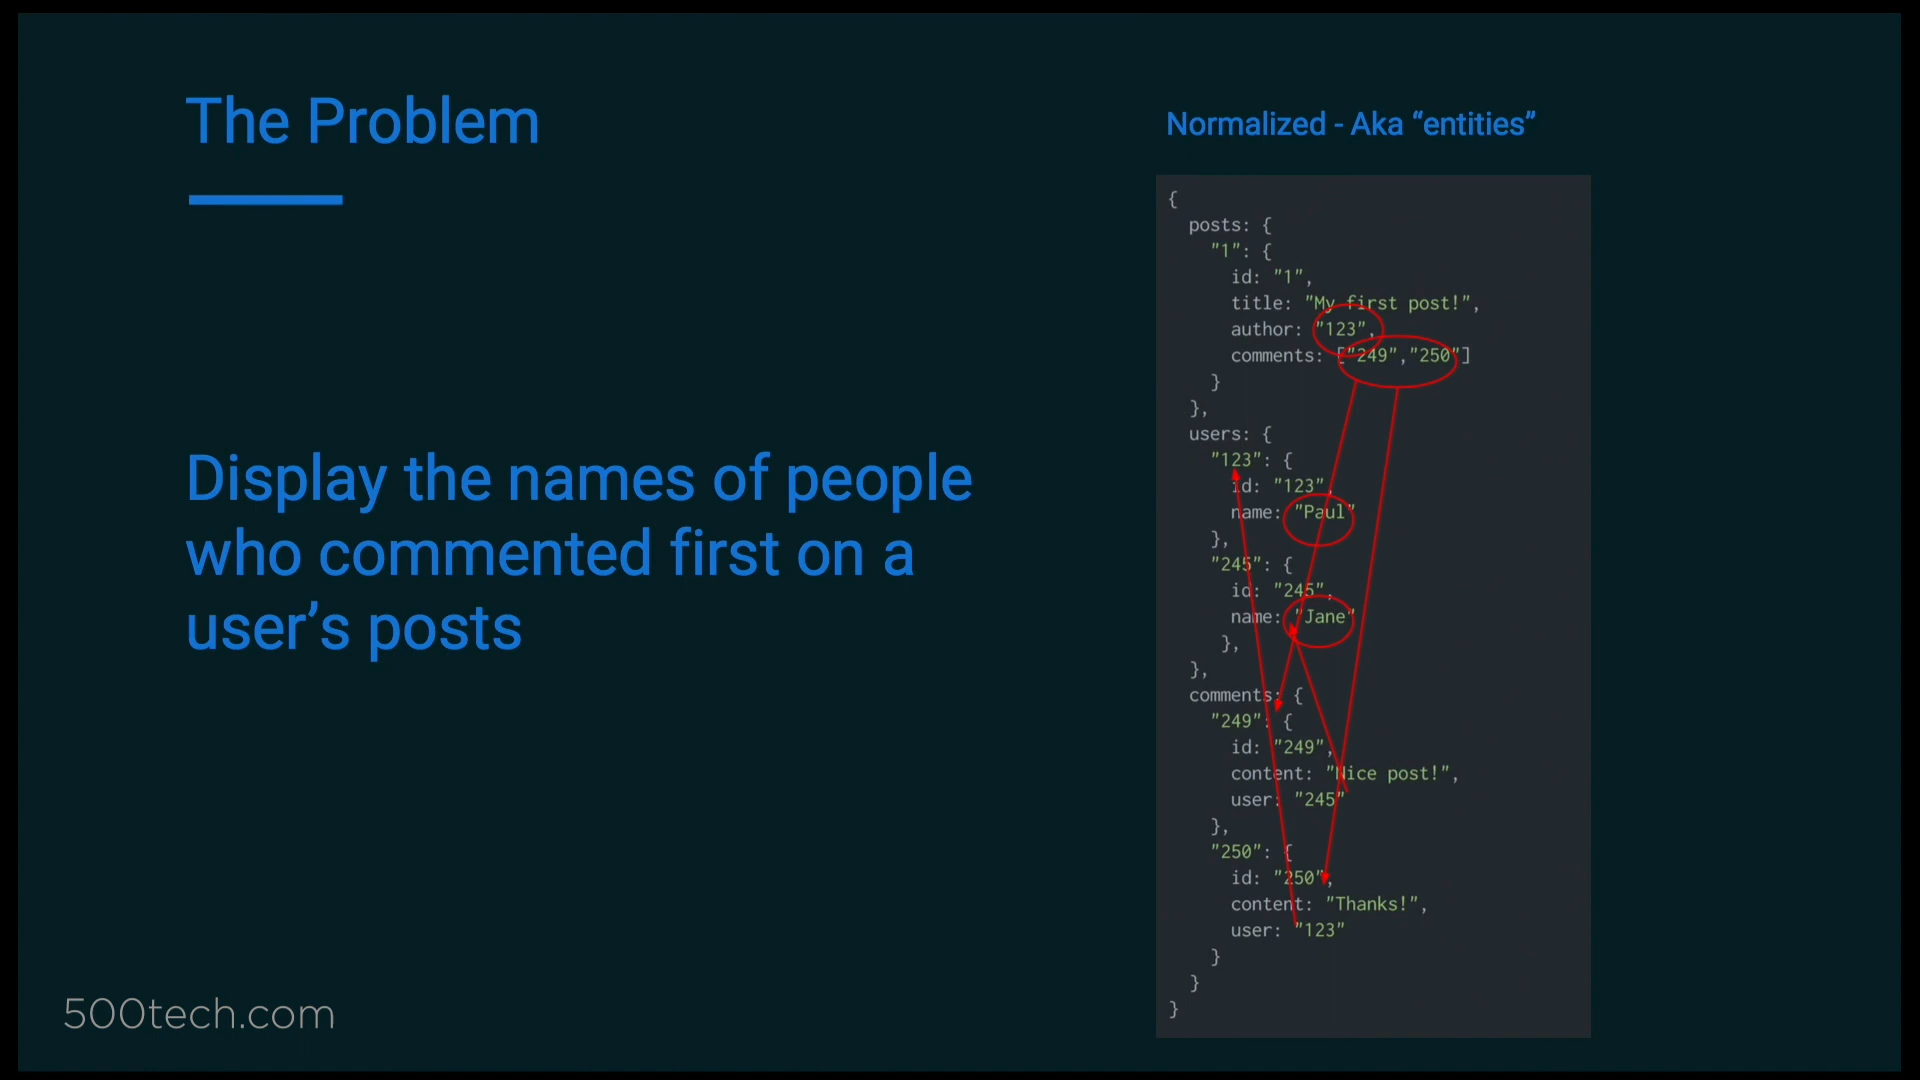 The Problem
Display the names of people
who commented first on a
user’s posts
500tech.com
Normalized - Aka “entities”
{
posts: {
"1": {
id: "1",
title: "My first post!",
author: "123",
comments: ["249","250"]
}
},
users: {
"123": {
id: "123",
name: "Paul"
},
"245": {
id: "245",
name: "Jane"
},
},
comments: {
"249": {
id: "249",
content: "Nice post!",
user: "245"
},
"250": {
id: "250",
content: "Thanks!",
user: "123"
}
}
}